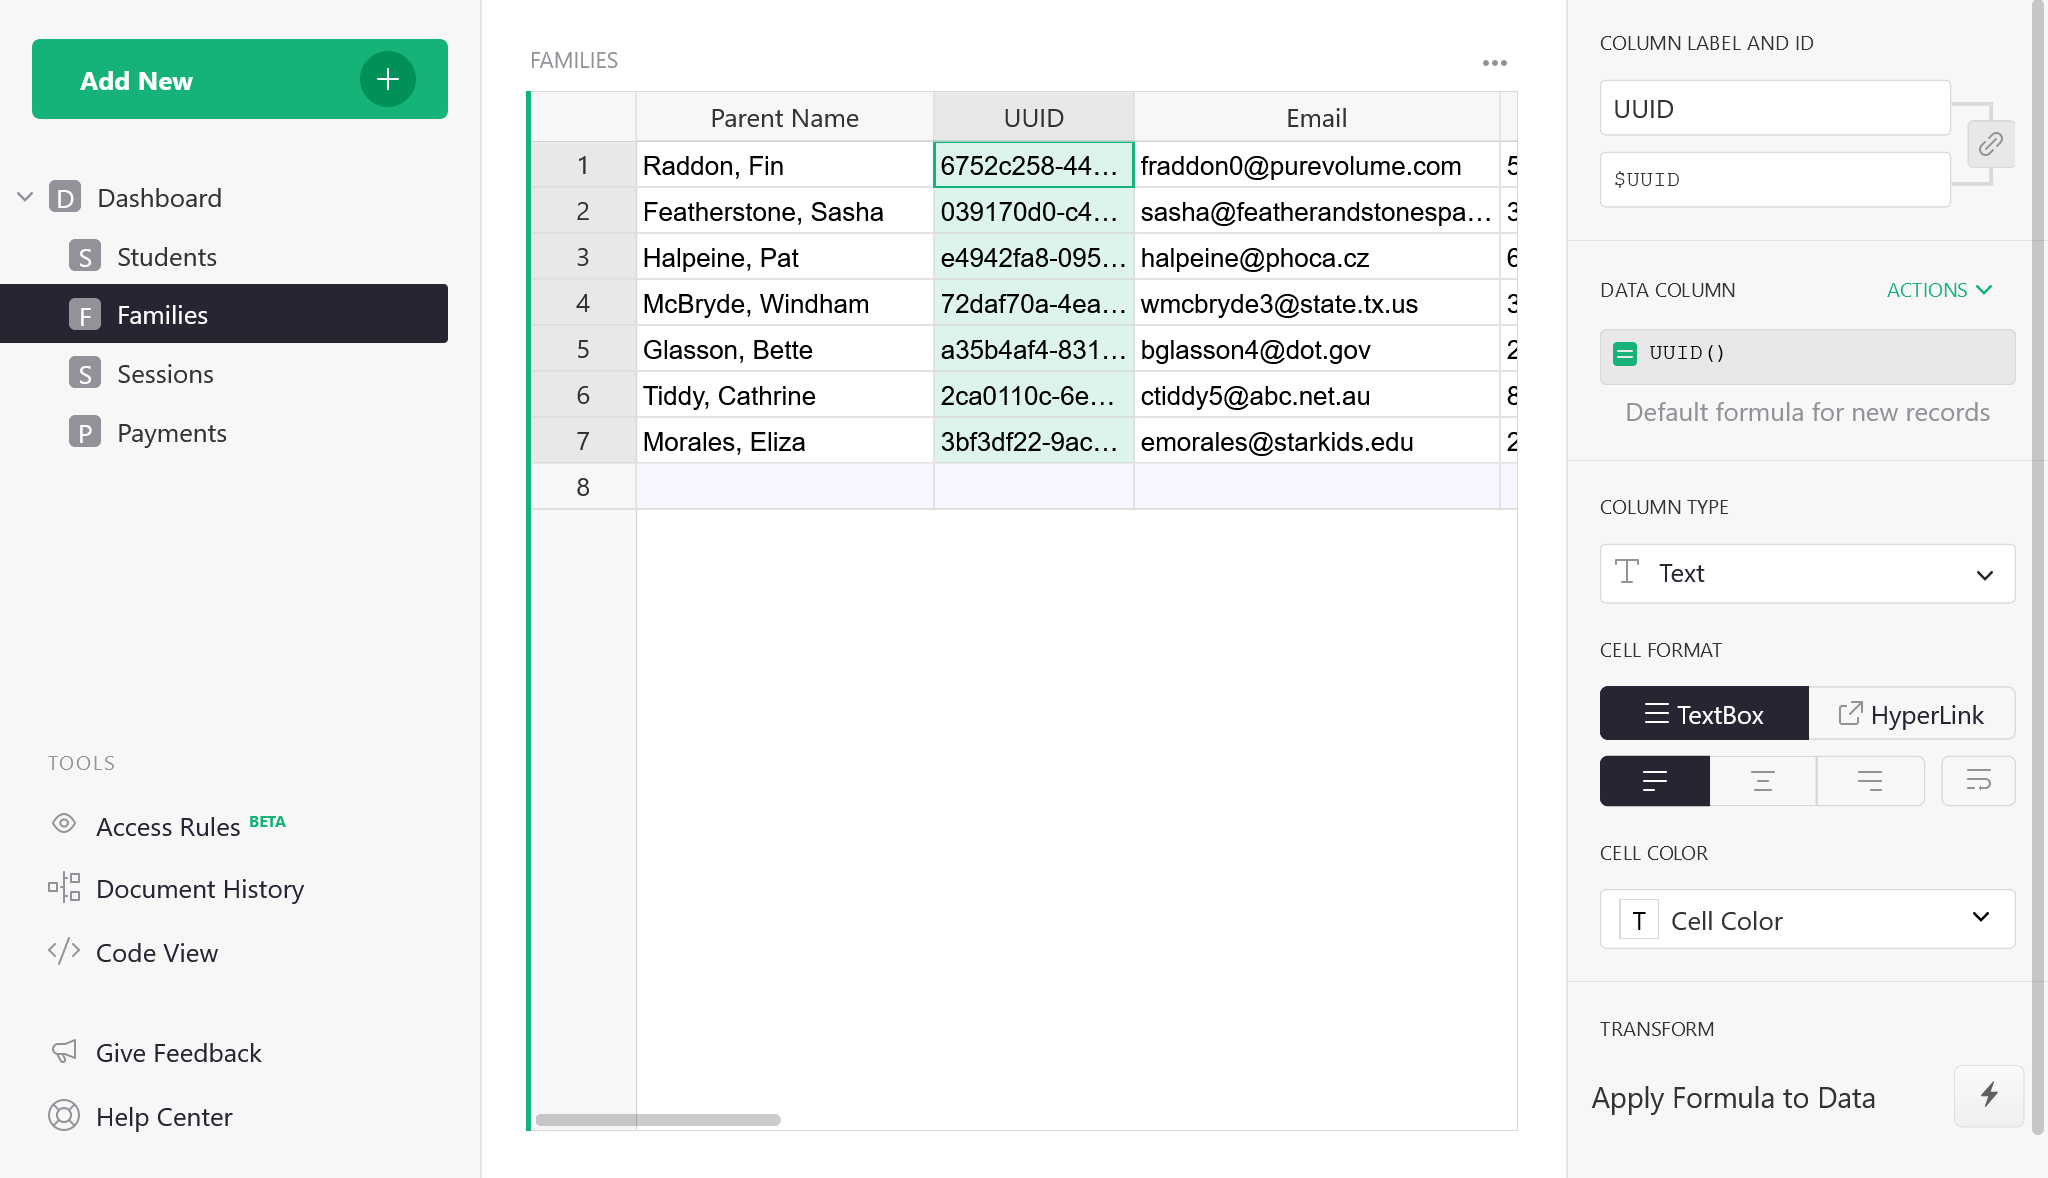 Add New
Dashboard
Students
Families
Sessions
Payments
TOOLS
Access Rules BETA
Document History
Code View
Give Feedback
Help Center
FAMILIES
Parent Name UUID Email
1 Raddon, Fin 6752c258-44... fraddon0@purevolume.com 5
2 Featherstone, Sasha 039170d0-c4... sasha@featherandstonespa... 3
3 Halpeine, Pat e4942fa8-095... halpeine@phoca.cz 6
4 McBryde, Windham 72daf70a-4ea... wmcbryde3@state.tx.us 3
5 Glasson, Bette a35b4af4-831... bglasson4@dot.gov 2
6 Tiddy, Cathrine 2ca0110c-6e... ctiddy5@abc.net.au 8
7 Morales, Eliza 3bf3df22-9ac... emorales@starkids.edu 2
8
COLUMN LABEL AND ID
UUID
$UUID
DATA COLUMN ACTIONS
UUID()
Default formula for new records
COLUMN TYPE
Text
CELL FORMAT
TextBox HyperLink
CELL COLOR
T Cell Color
TRANSFORM
Apply Formula to Data